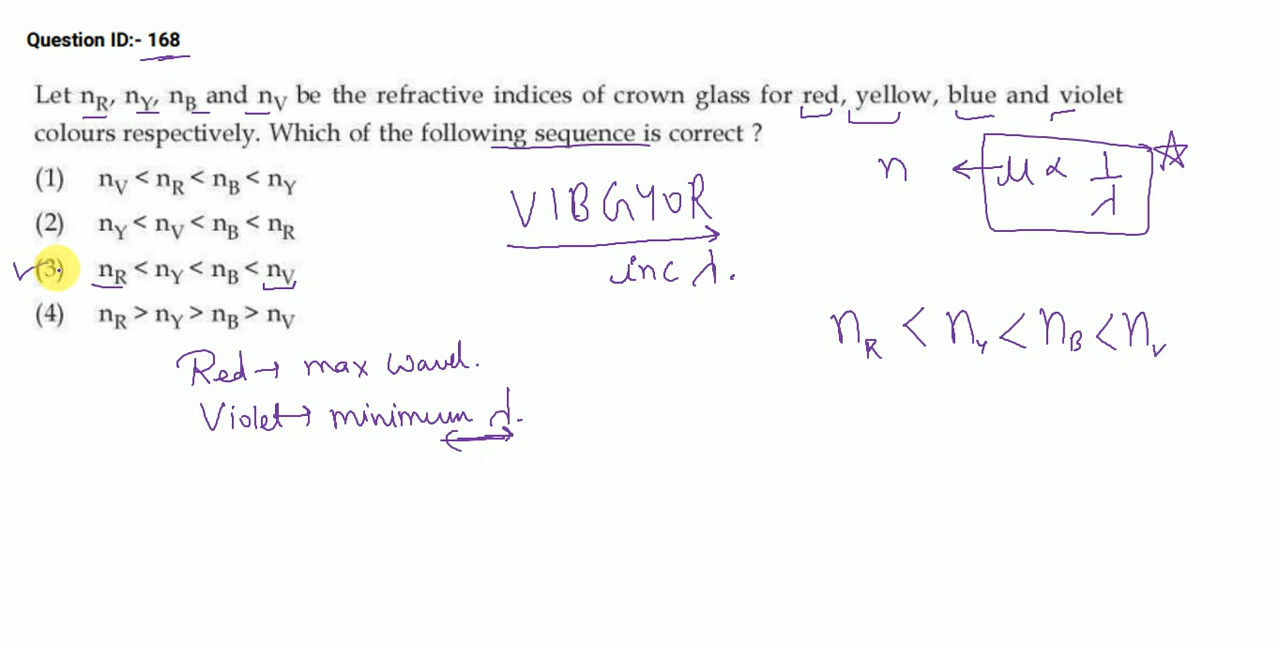 Question ID:- 168
Let nR, nY, nB and nV be the refractive indices of crown glass for red, yellow, blue and violet
colours respectively. Which of the following sequence is correct ?
(1) nV < nR < nB < nY
(2) nY < nV < nB < nR
(3) nR < nY < nB < nV
(4) nR > nY > nB > nV
n ← μ ∝ 1/λ
VIBGYOR
inc λ.
nR < ny < nB < nv
Red → max wavel.
Violet → minimum λ.